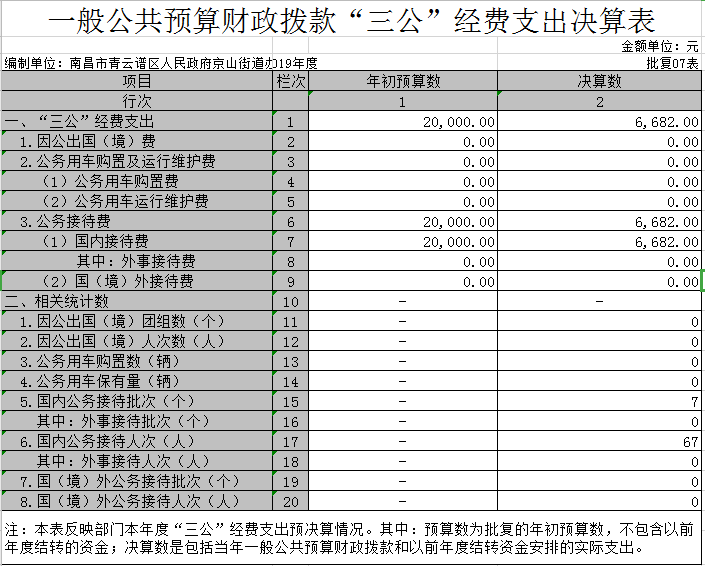 一般公共预算财政拨款“三公”经费支出决算表
金额单位：元
编制单位：南昌市青云谱区人民政府京山街道办019年度 批复07表
项目 栏次 年初预算数 决算数
行次 1 2
一、“三公”经费支出 1 20,000.00 6,682.00
1.因公出国（境）费 2 0.00 0.00
2.公务用车购置及运行维护费 3 0.00 0.00
（1）公务用车购置费 4 0.00 0.00
（2）公务用车运行维护费 5 0.00 0.00
3.公务接待费 6 20,000.00 6,682.00
（1）国内接待费 7 20,000.00 6,682.00
其中：外事接待费 8 0.00 0.00
（2）国（境）外接待费 9 0.00 0.00
二、相关统计数 10 - -
1.因公出国（境）团组数（个） 11 - 0
2.因公出国（境）人次数（人） 12 - 0
3.公务用车购置数（辆） 13 - 0
4.公务用车保有量（辆） 14 - 0
5.国内公务接待批次（个） 15 - 7
其中：外事接待批次（个） 16 - 0
6.国内公务接待人次（人） 17 - 67
其中：外事接待人次（人） 18 - 0
7.国（境）外公务接待批次（个） 19 - 0
8.国（境）外公务接待人次（人） 20 - 0
注：本表反映部门本年度“三公”经费支出预决算情况。其中：预算数为批复的年初预算数，不包含以前
年度结转的资金；决算数是包括当年一般公共预算财政拨款和以前年度结转资金安排的实际支出。